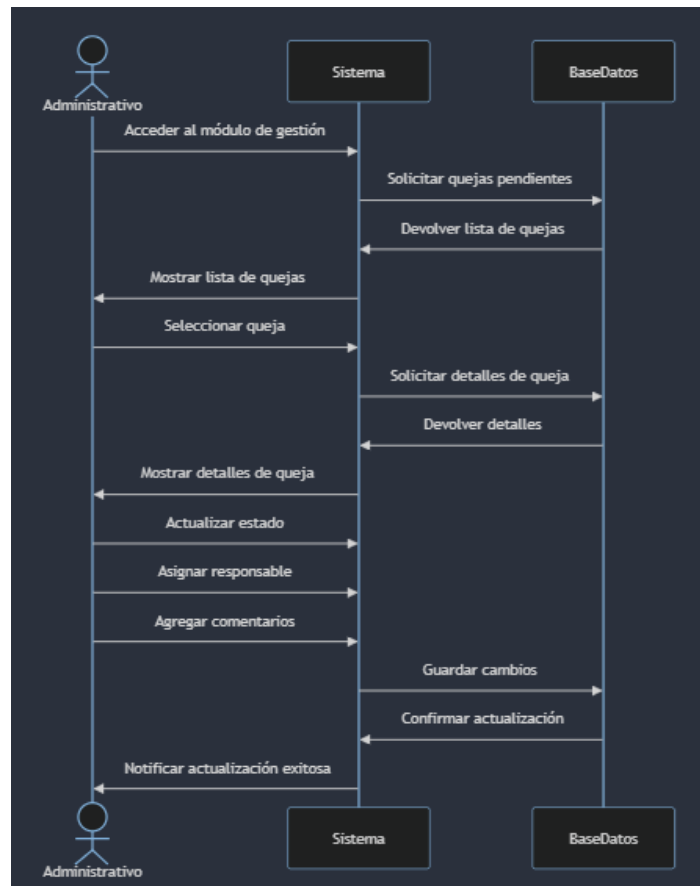 Sistema
BaseDatos
Administrativo
Acceder al módulo de gestión
Solicitar quejas pendientes
Devolver lista de quejas
Mostrar lista de quejas
Seleccionar queja
Solicitar detalles de queja
Devolver detalles
Mostrar detalles de queja
Actualizar estado
Asignar responsable
Agregar comentarios
Guardar cambios
Confirmar actualización
Notificar actualización exitosa
Sistema
BaseDatos
Administrativo